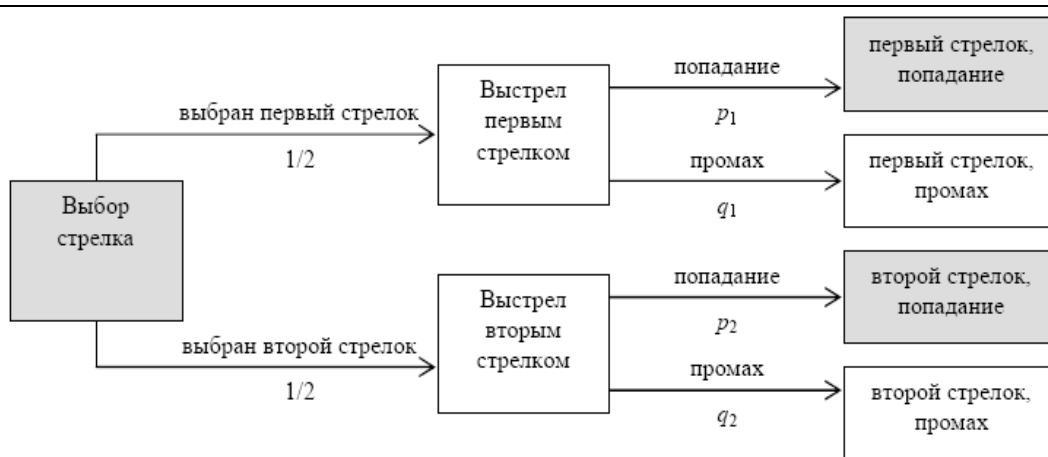 Выбор
стрелка
выбран первый стрелок
1/2
Выстрел
первым
стрелком
попадание
p1
первый стрелок,
попадание
промах
q1
первый стрелок,
промах
выбран второй стрелок
1/2
Выстрел
вторым
стрелком
попадание
p2
второй стрелок,
попадание
промах
q2
второй стрелок,
промах